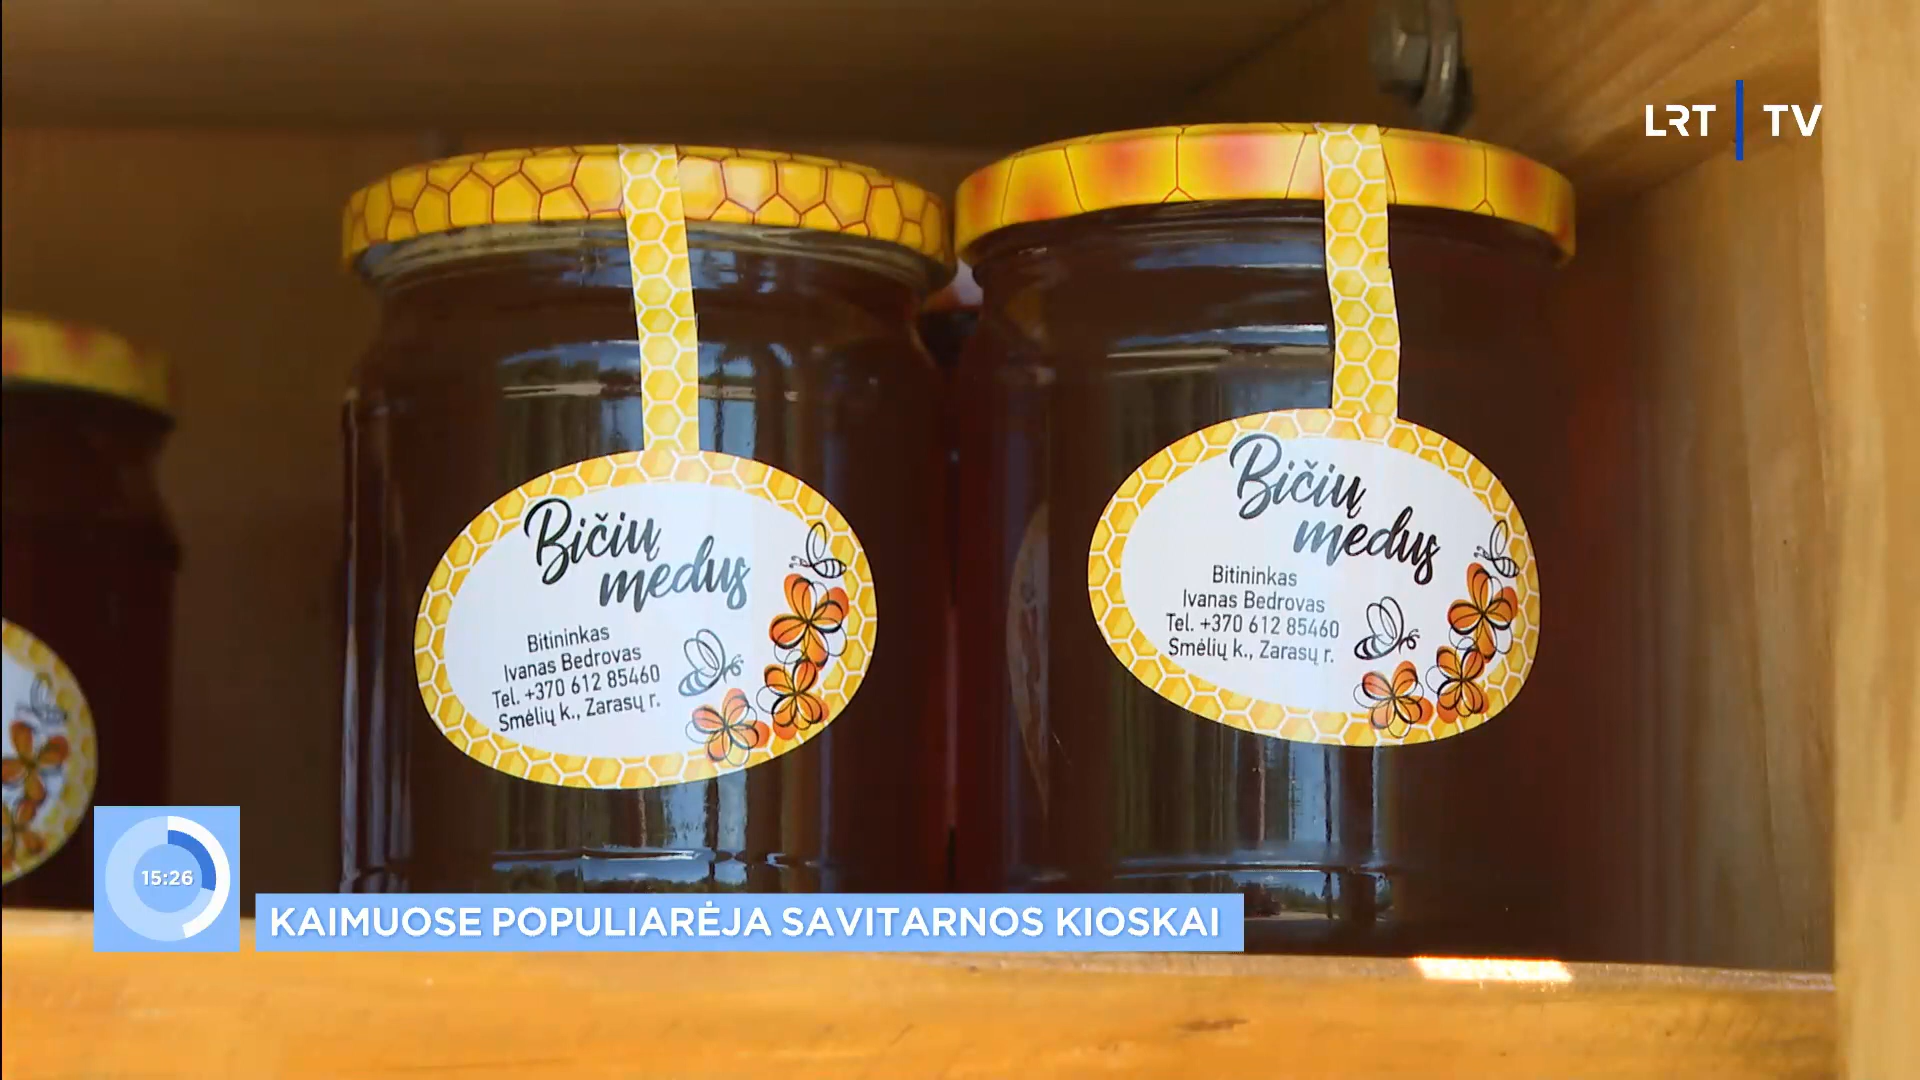 LRT TV
Bičių
medus
Bitininkas
Ivanas Bedrovas
Tel. +370 612 85460
Smėlių k., Zarasų r.
Bičių
medus
Bitininkas
Ivanas Bedrovas
Tel. +370 612 85460
Smėlių k., Zarasų r.
15:26
KAIMUOSE POPULIARĖJA SAVITARNOS KIOSKAI